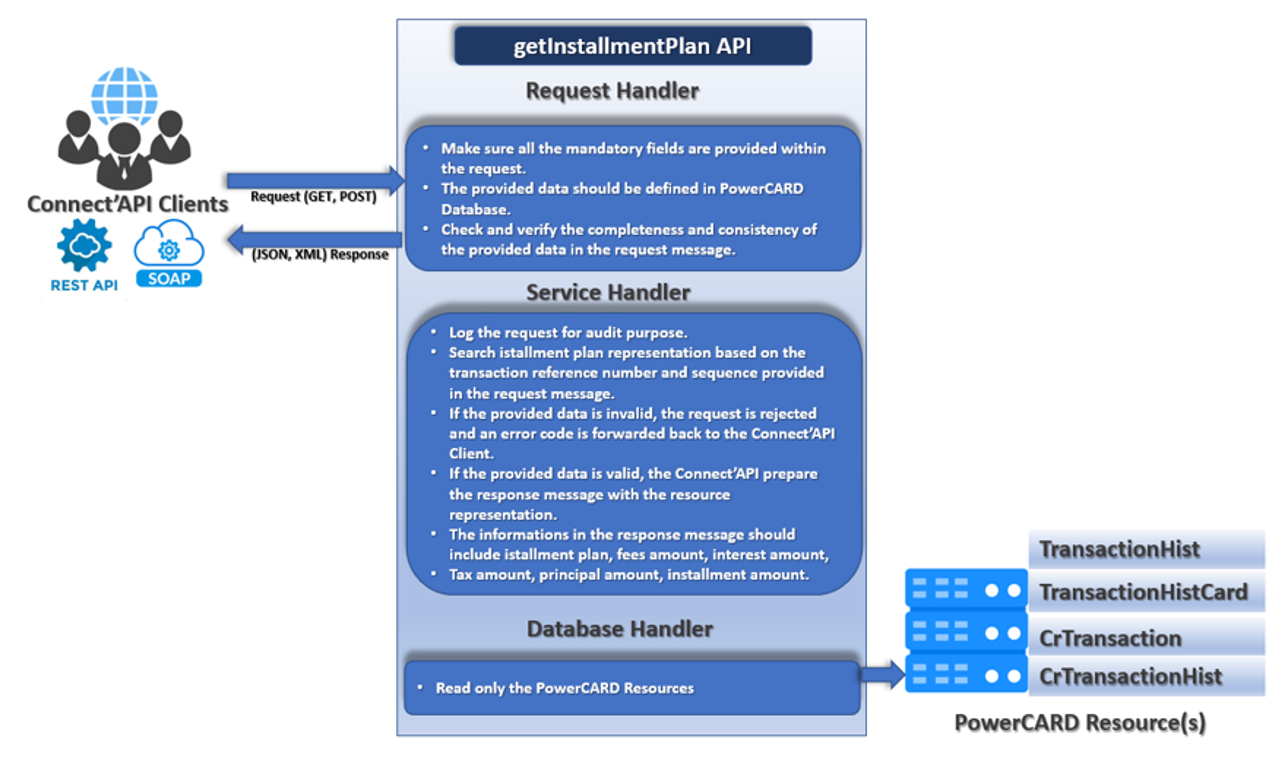 getInstallmentPlan API
Request Handler
• Make sure all the mandatory fields are provided within
the request.
• The provided data should be defined in PowerCARD
Database.
• Check and verify the completeness and consistency of
the provided data in the request message.
Connect'API Clients
Request (GET, POST)
(JSON, XML) Response
REST API
SOAP
Service Handler
• Log the request for audit purpose.
• Search istallment plan representation based on the
transaction reference number and sequence provided
in the request message.
• If the provided data is invalid, the request is rejected
and an error code is forwarded back to the Connect'API
Client.
• If the provided data is valid, the Connect'API prepare
the response message with the resource
representation.
• The informations in the response message should
include istallment plan, fees amount, interest amount,
• Tax amount, principal amount, installment amount.
Database Handler
• Read only the PowerCARD Resources
TransactionHist
TransactionHistCard
CrTransaction
CrTransactionHist
PowerCARD Resource(s)